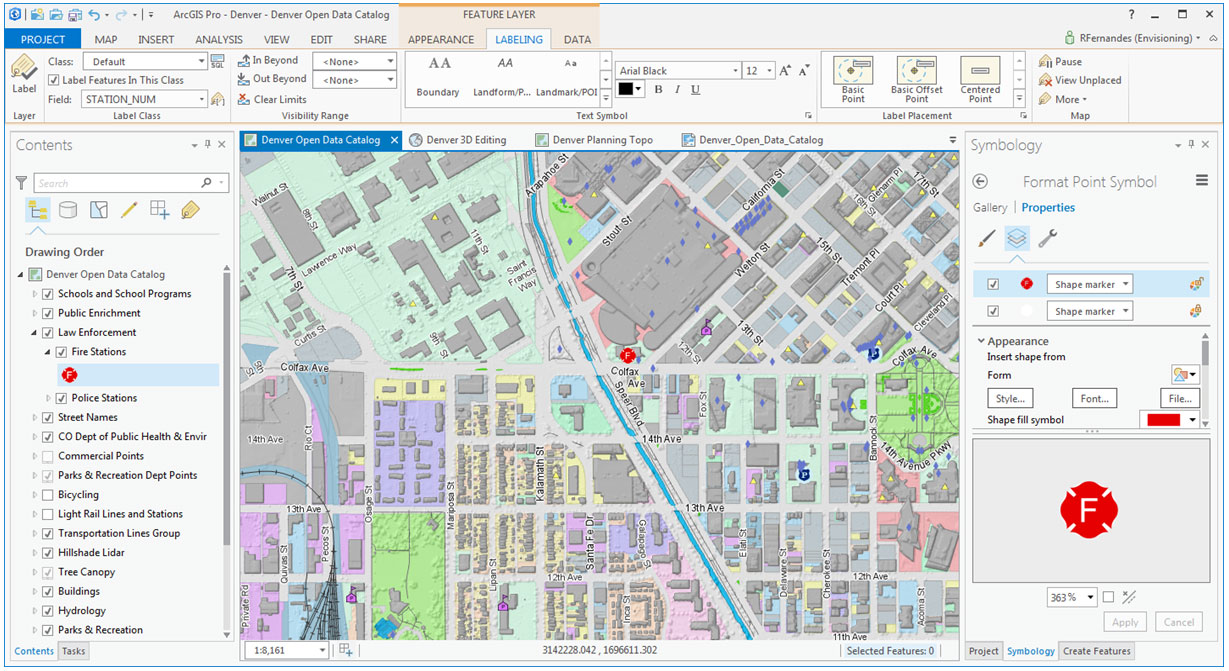 ArcGIS Pro - Denver - Denver Open Data Catalog
FEATURE LAYER
?
PROJECT MAP INSERT ANALYSIS VIEW EDIT SHARE APPEARANCE LABELING DATA
RFernandes (Envisioning)
Class: Default
SQL
Label Features In This Class
Field: STATION_NUM
Label
Layer
Label Class
In Beyond <None>
Out Beyond <None>
Clear Limits
Visibility Range
AA AA Aa
Boundary Landform/P... Landmark/POI
Arial Black 12
B I U
Text Symbol
Basic Point
Basic Offset Point
Centered Point
Label Placement
Pause
View Unplaced
More
Map
Contents
Search
Drawing Order
Denver Open Data Catalog
Schools and School Programs
Public Enrichment
Law Enforcement
Fire Stations
F
Police Stations
Street Names
CO Dept of Public Health & Envir
Commercial Points
Parks & Recreation Dept Points
Bicycling
Light Rail Lines and Stations
Transportation Lines Group
Hillshade Lidar
Tree Canopy
Buildings
Hydrology
Parks & Recreation
Contents Tasks
Denver Open Data Catalog
Denver 3D Editing
Denver Planning Topo
Denver_Open_Data_Catalog
Arapahoe St
California St
Glenarm Pl
17th St
16th St
Walnut St
8th St
Stout St
Lawrence Way
11th St
Welton St
15th St
Tremont Pl
7th St
Saint Francis Way
Court Pl
Cleveland Pl
Curtis St
9th St
13th St
12th St
5th St
Colfax Ave
F
Colfax Ave
Colfax Ave
Speer Blvd
Fox St
Bannock St
14th Ave
Rio Ct
14th Ave
14th Avenue PKWY
Kalamath St
P
P
Osage St
Mariposa St
13th Ave
13th Ave
Santa Fe Dr
Galapago St
Quivas St
Pecos St
Lipan St
12th Ave
Elati St
Delaware St
Cherokee St
12th Ave
Private Rd
Inca St
Acoma St
11th Ave
1:8,161
3142228.042 , 1696611.302
Selected Features: 0
Symbology
Format Point Symbol
Gallery Properties
F Shape marker
Shape marker
Appearance
Insert shape from
Form
Style... Font... File...
Shape fill symbol
F
363%
Apply Cancel
Project Symbology Create Features